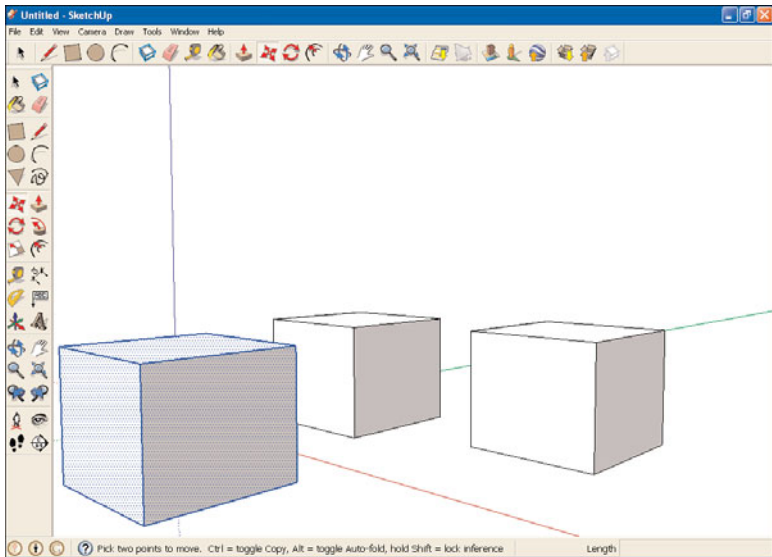 Untitled - SketchUp
File Edit View Camera Draw Tools Window Help
Pick two points to move. Ctrl = toggle Copy, Alt = toggle Auto-fold, hold Shift = lock inference Length